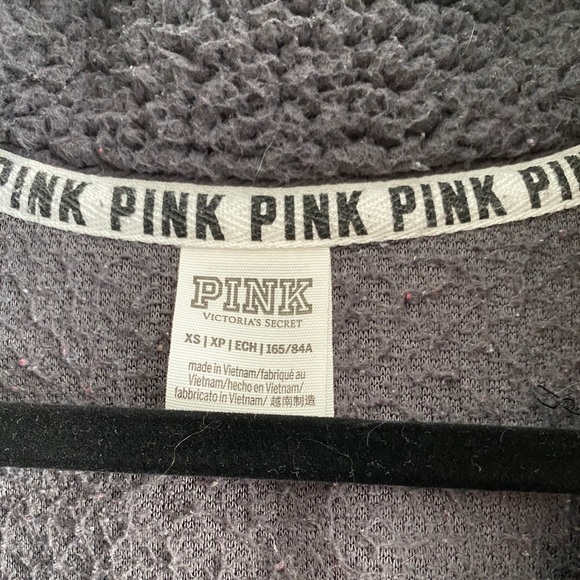 PINK PINK PINK PINK PIN
PINK
VICTORIA'S SECRET
XS | XP | ECH | 165/84A
made in Vietnam/fabriqué au
Vietnam/hecho en Vietnam/
fabbricato in Vietnam/ 越南制造